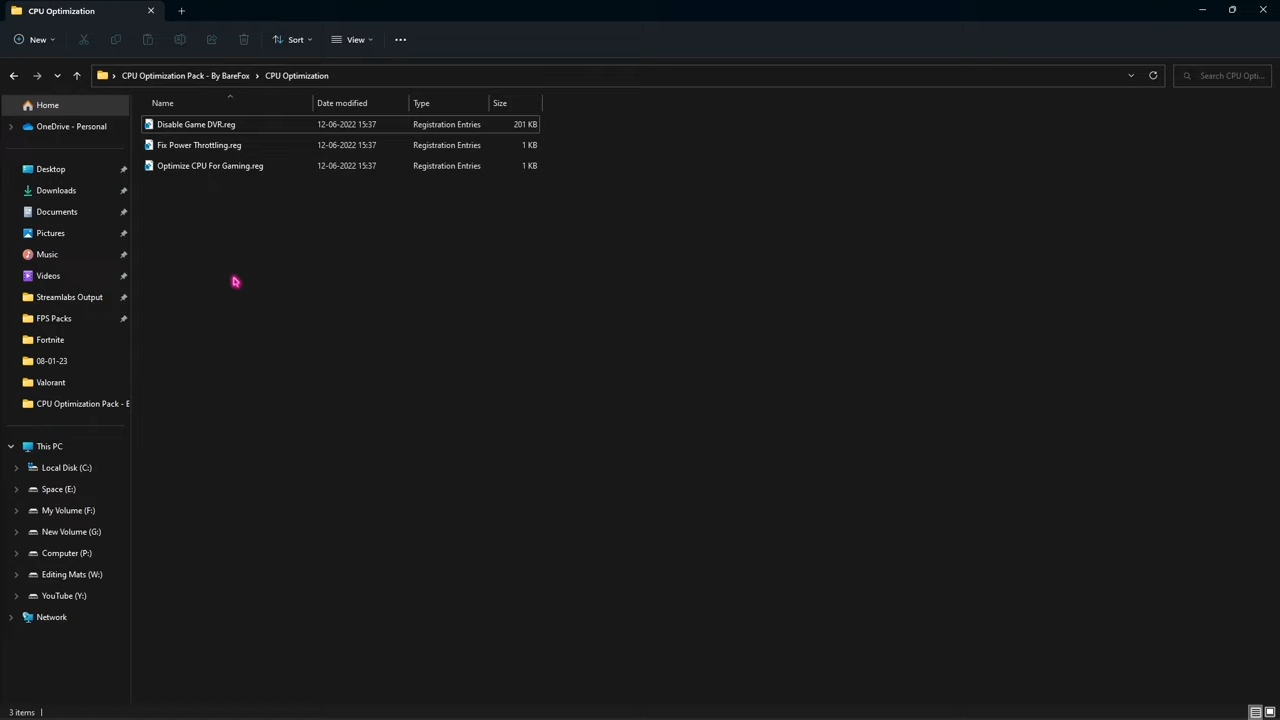 CPU Optimization
New
Sort
View
CPU Optimization Pack - By BareFox > CPU Optimization
Search CPU Opti...
Name Date modified Type Size
Disable Game DVR.reg 12-06-2022 15:37 Registration Entries 201 KB
Fix Power Throttling.reg 12-06-2022 15:37 Registration Entries 1 KB
Optimize CPU For Gaming.reg 12-06-2022 15:37 Registration Entries 1 KB
Home
OneDrive - Personal
Desktop
Downloads
Documents
Pictures
Music
Videos
Streamlabs Output
FPS Packs
Fortnite
08-01-23
Valorant
CPU Optimization Pack - B
This PC
Local Disk (C:)
Space (E:)
My Volume (F:)
New Volume (G:)
Computer (P:)
Editing Mats (W:)
YouTube (Y:)
Network
3 items